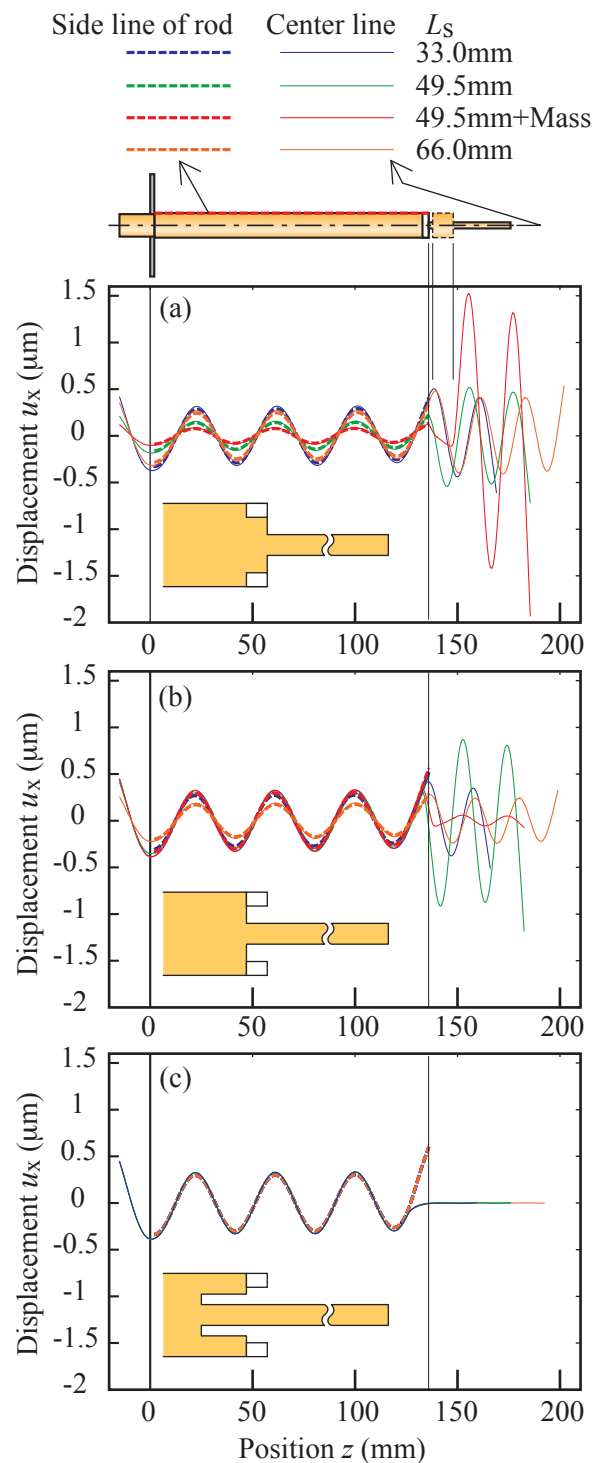 Side line of rod Center line Ls
33.0mm
49.5mm
49.5mm+Mass
66.0mm
(a)
Displacement ux (μm)
1.5
1
0.5
0
-0.5
-1
-1.5
-2
0 50 100 150 200
(b)
Displacement ux (μm)
1.5
1
0.5
0
-0.5
-1
-1.5
-2
0 50 100 150 200
(c)
Displacement ux (μm)
1.5
1
0.5
0
-0.5
-1
-1.5
-2
0 50 100 150 200
Position z (mm)